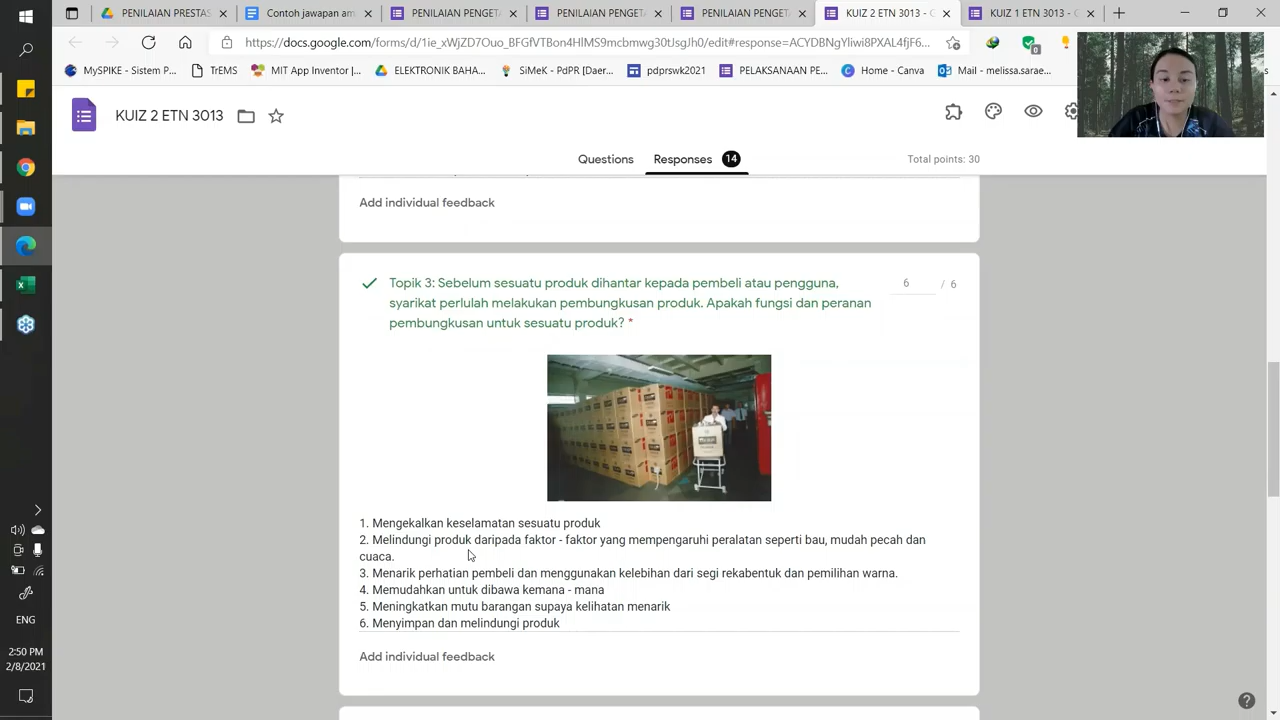 PENILAIAN PRESTAS
Contoh jawapan am
PENILAIAN PENGETA
PENILAIAN PENGETA
PENILAIAN PENGETA
KUIZ 2 ETN 3013 - G
KUIZ 1 ETN 3013 - G
https://docs.google.com/forms/d/1ie_xWjZD7Ouo_BFGfVTBon4HlMS9mcbmwg30tJsgJh0/edit#response=ACYDBNgYliwi8PXAL4fjF6...
MySPIKE - Sistem P...
TrEMS
MIT App Inventor |...
ELEKTRONIK BAHA...
SiMeK - PdPR [Daer...
pdprswk2021
PELAKSANAAN PE...
Home - Canva
Mail - melissa.sarae...
KUIZ 2 ETN 3013
Questions
Responses 14
Total points: 30
Add individual feedback
Topik 3: Sebelum sesuatu produk dihantar kepada pembeli atau pengguna,
syarikat perlulah melakukan pembungkusan produk. Apakah fungsi dan peranan
pembungkusan untuk sesuatu produk? *
6 / 6
1. Mengekalkan keselamatan sesuatu produk
2. Melindungi produk daripada faktor - faktor yang mempengaruhi peralatan seperti bau, mudah pecah dan
cuaca.
3. Menarik perhatian pembeli dan menggunakan kelebihan dari segi rekabentuk dan pemilihan warna.
4. Memudahkan untuk dibawa kemana - mana
5. Meningkatkan mutu barangan supaya kelihatan menarik
6. Menyimpan dan melindungi produk
Add individual feedback
ENG
2:50 PM
2/8/2021